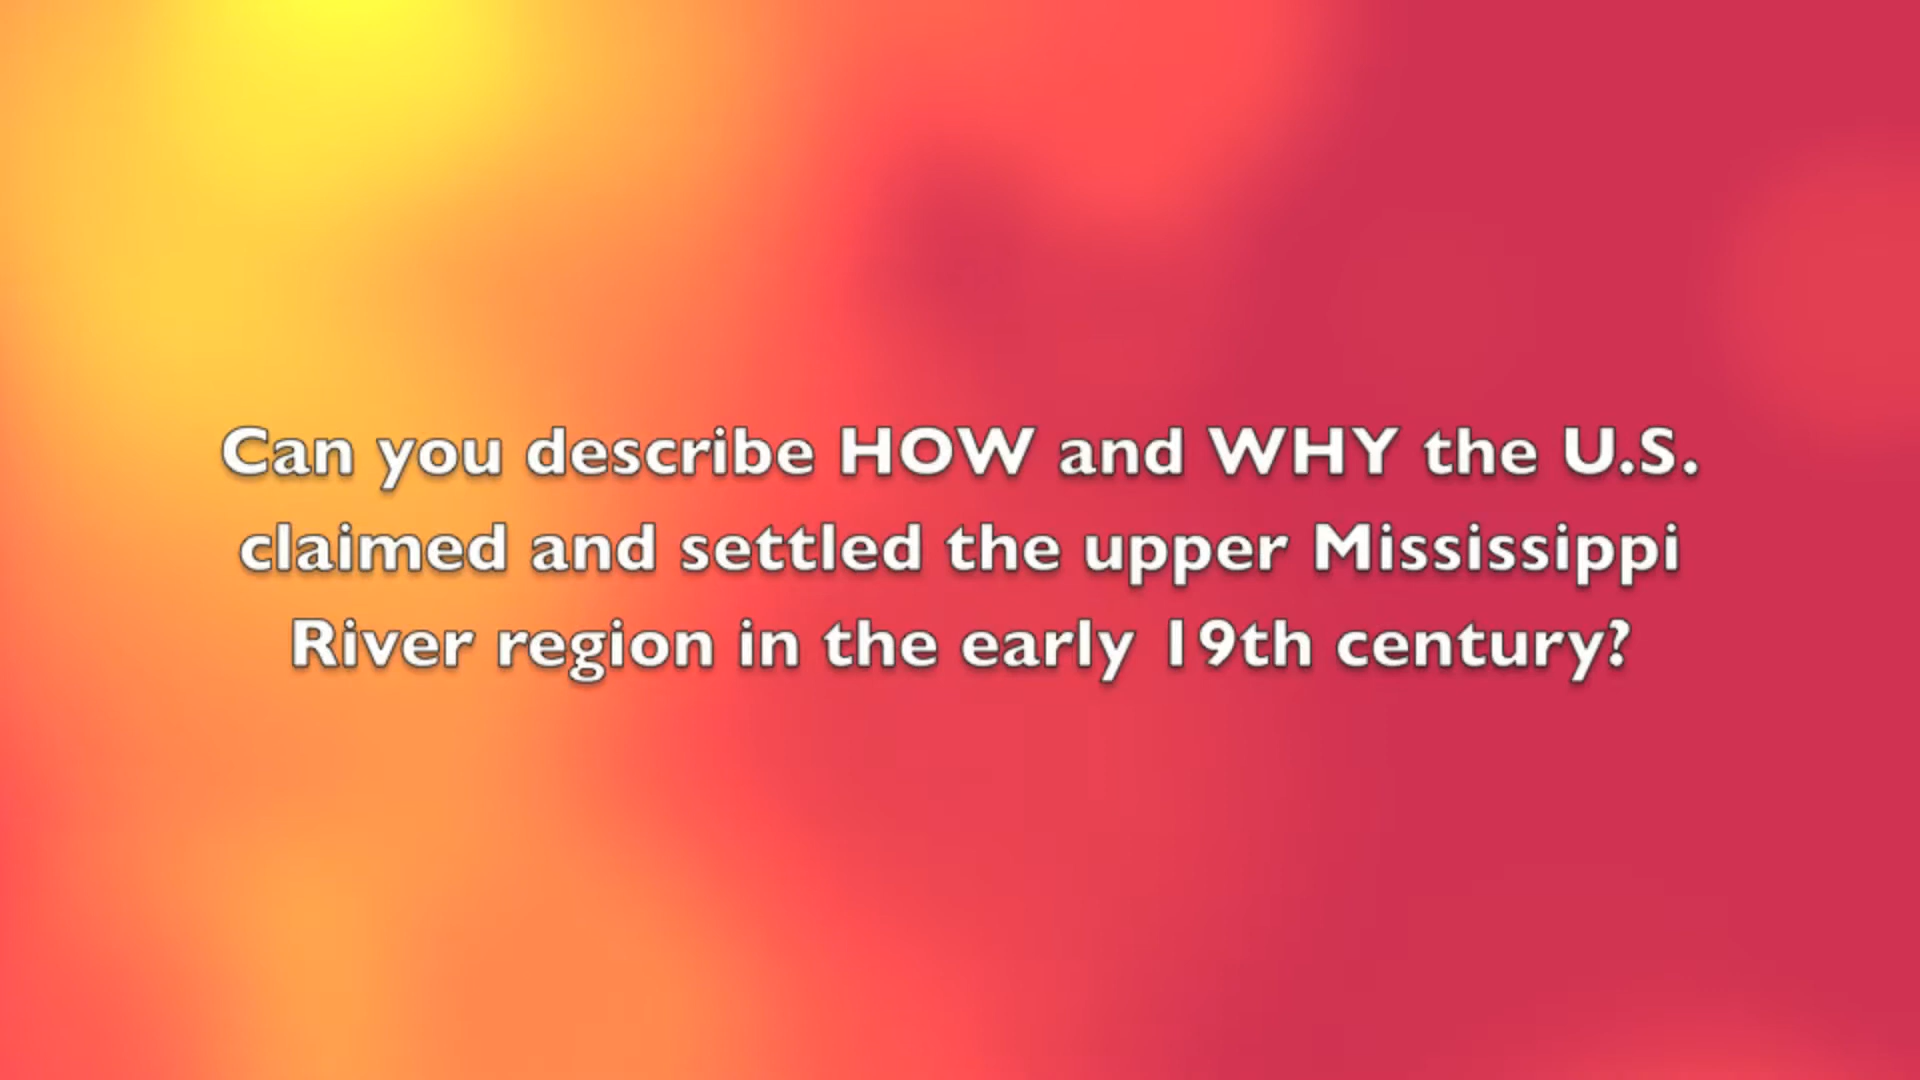 Can you describe HOW and WHY the U.S.
claimed and settled the upper Mississippi
River region in the early 19th century?